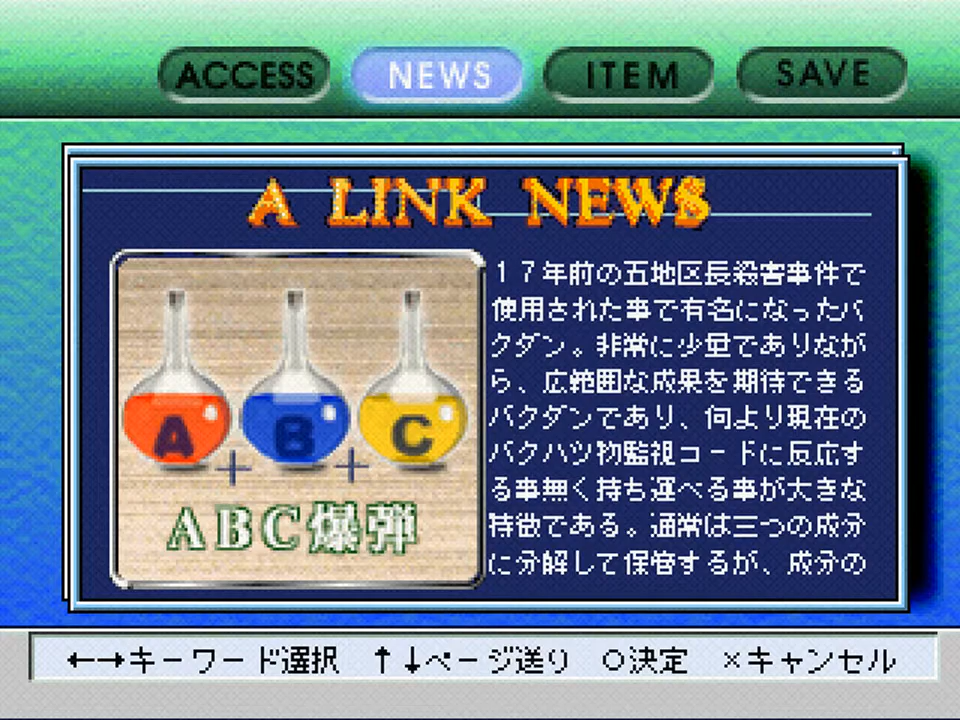 ACCESS NEWS ITEM SAVE
A LINK NEWS
A B C
+ +
ABC爆弾
17年前の五地区長殺害事件で
使用された事で有名になったバ
クダン。非常に少量でありなが
ら、広範囲な成果を期待できる
バクダンであり、何より現在の
バクハツ物監視コードに反応す
る事無く持ち運べる事が大きな
特徴である。通常は三つの成分
に分解して保管するが、成分の
←→キーワード選択 ↑↓ページ送り ○決定 ×キャンセル